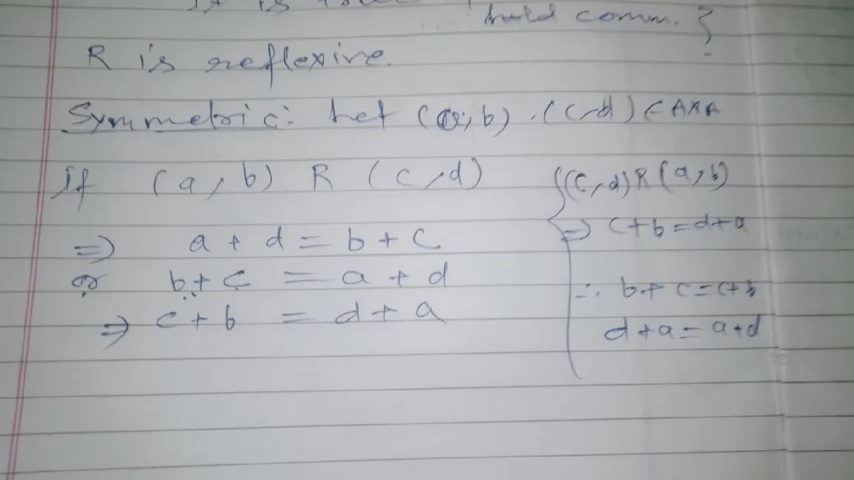 hold comm. }
R is reflexive.
Symmetric: Let (a, b) . (c, d) ∈ A×A
If (a, b) R (c, d)
⇒ a + d = b + c
or b + c = a + d
⇒ c + b = d + a
{(c, d) R (a, b)
⇒ c + b = d + a
∴ b + c = c + b
d + a = a + d